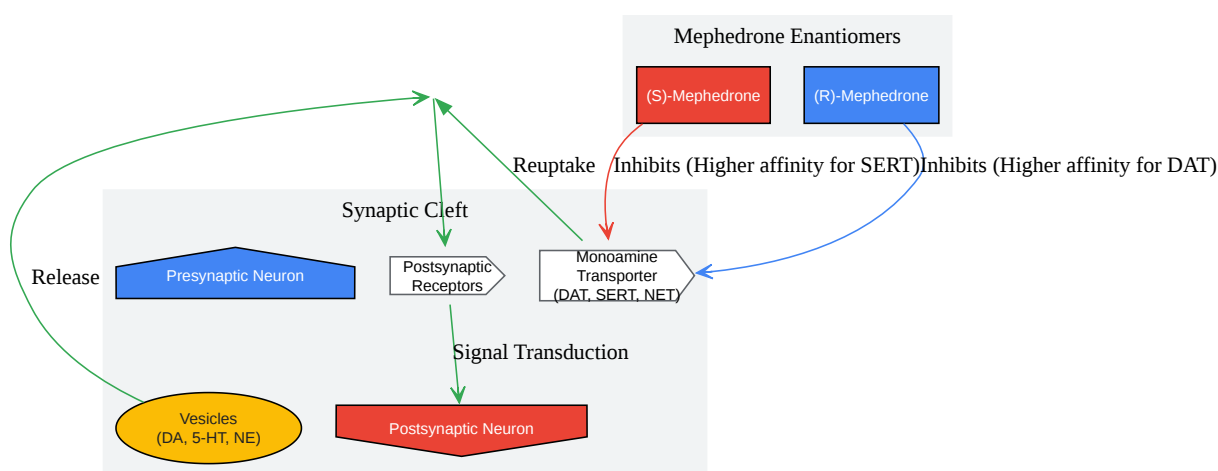 Mephedrone Enantiomers
(S)-Mephedrone
(R)-Mephedrone
Reuptake
Inhibits (Higher affinity for SERT)
Inhibits (Higher affinity for DAT)
Synaptic Cleft
Release
Presynaptic Neuron
Postsynaptic
Receptors
Monoamine
Transporter
(DAT, SERT, NET)
Signal Transduction
Vesicles
(DA, 5-HT, NE)
Postsynaptic Neuron